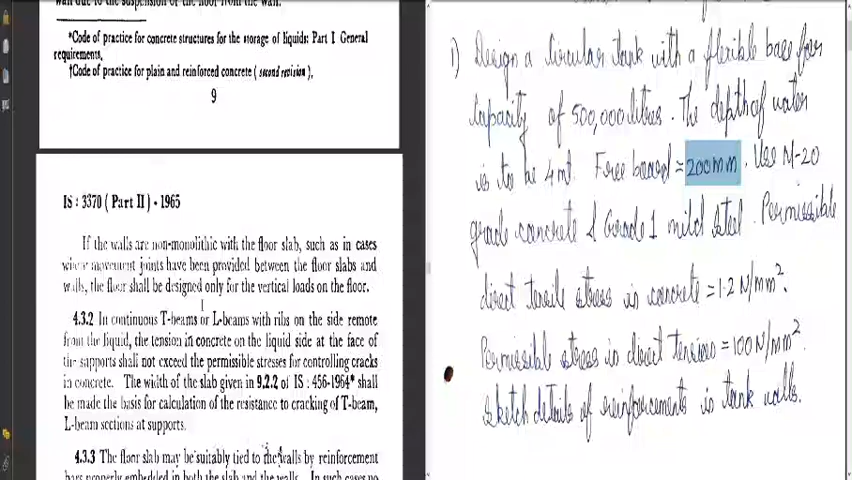 wall due to the suspension of the floor from the wall.
*Code of practice for concrete structures for the storage of liquids: Part I General
requirements,
†Code of practice for plain and reinforced concrete ( second revision ),
9
IS : 3370 ( Part II ) - 1965
If the walls are non-monolithic with the floor slab, such as in cases
where movement joints have been provided between the floor slabs and
walls, the floor shall be designed only for the vertical loads on the floor.
4.3.2 In continuous T-beams or L-beams with ribs on the side remote
from the liquid, the tension in concrete on the liquid side at the face of
the supports shall not exceed the permissible stresses for controlling cracks
in concrete. The width of the slab given in 9.2.2 of IS : 456-1964* shall
be made the basis for calculation of the resistance to cracking of T-beam,
L-beam sections at supports.
4.3.3 The floor slab may be suitably tied to the walls by reinforcement
bars properly embedded in both the slab and the walls. In such cases no
1) Design a circular tank with a flexible base for
capacity of 500,000 litres. The depth of water
is to be 4 mt. Free board = 200mm. Use M-20
grade concrete & Grade 1 mild steel. Permissible
direct tensile stress in concrete = 1.2 N/mm².
Permissible stress in direct tension = 100 N/mm².
Sketch details of reinforcements in tank walls.